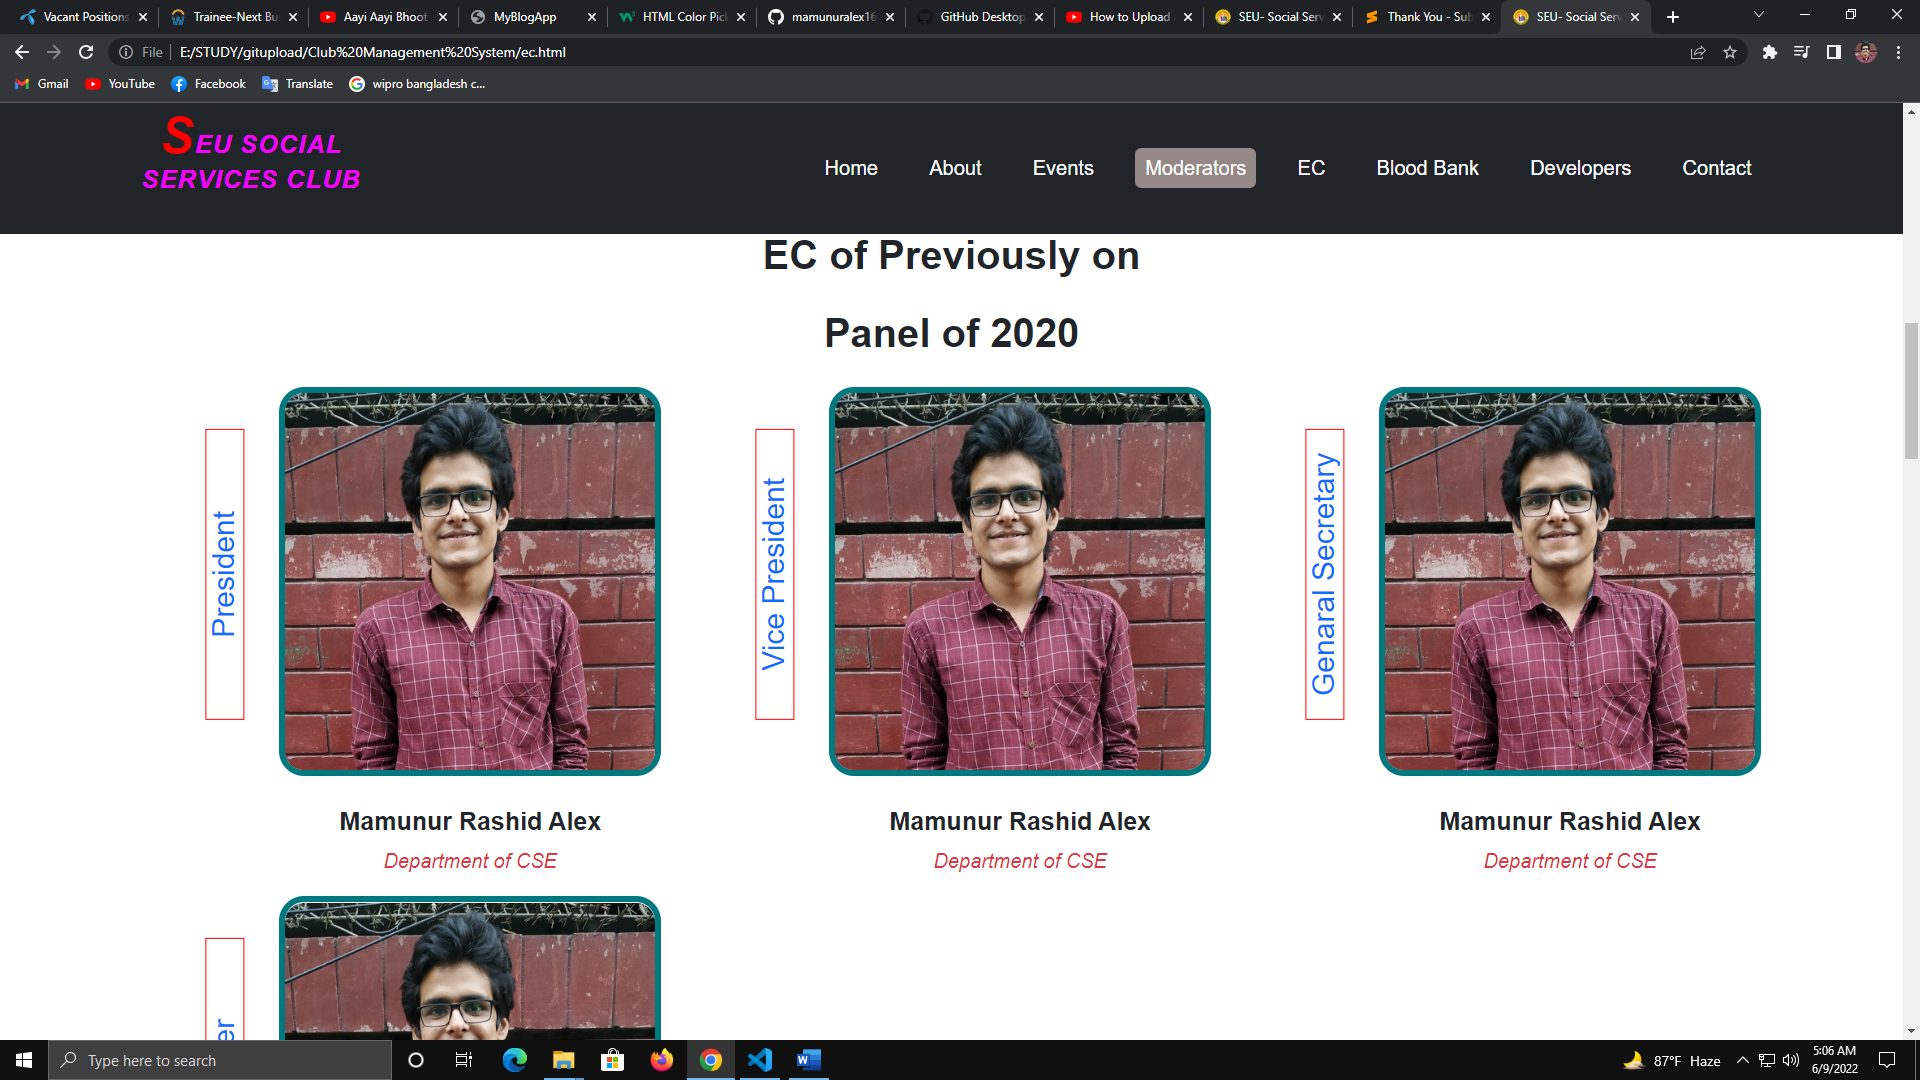 Vacant Positions
Trainee-Next Bu
Aayi Aayi Bhoot
MyBlogApp
HTML Color Pic
mamunuralex16
GitHub Desktop
How to Upload
SEU- Social Serv
Thank You - Sub
SEU- Social Serv
File E:/STUDY/gitupload/Club%20Management%20System/ec.html
Gmail
YouTube
Facebook
Translate
wipro bangladesh c...
SEU SOCIAL
SERVICES CLUB
Home
About
Events
Moderators
EC
Blood Bank
Developers
Contact
EC of Previously on
Panel of 2020
President
Vice President
Genaral Secretary
Mamunur Rashid Alex
Department of CSE
Mamunur Rashid Alex
Department of CSE
Mamunur Rashid Alex
Department of CSE
er
Type here to search
87°F Haze
5:06 AM
6/9/2022